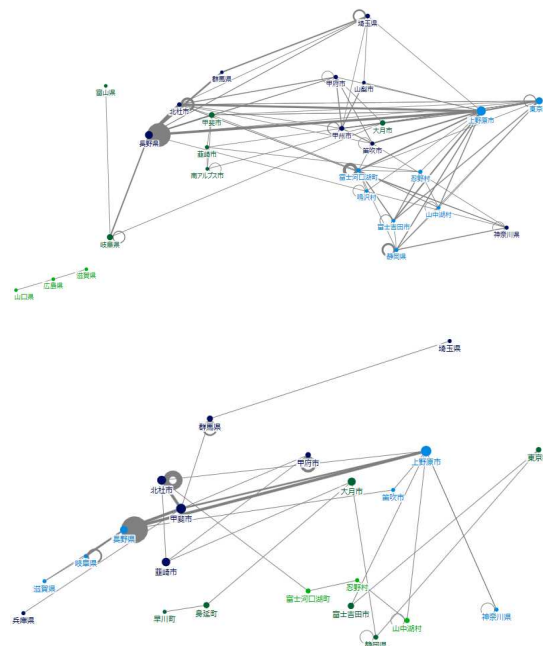 埼玉県
群馬県
甲府市
山梨市
富山県
北杜市
東京
甲斐市
上野原市
大月市
甲州市
長野県
笛吹市
韮崎市
南アルプス市
富士河口湖町
忍野村
鳴沢村
山中湖村
富士吉田市
神奈川県
岐阜県
静岡県
滋賀県
広島県
山口県
埼玉県
群馬県
甲府市
上野原市
東京
北杜市
大月市
笛吹市
甲斐市
長野県
岐阜県
韮崎市
滋賀県
忍野村
富士河口湖町
兵庫県
早川町
身延町
富士吉田市
神奈川県
山中湖村
静岡県